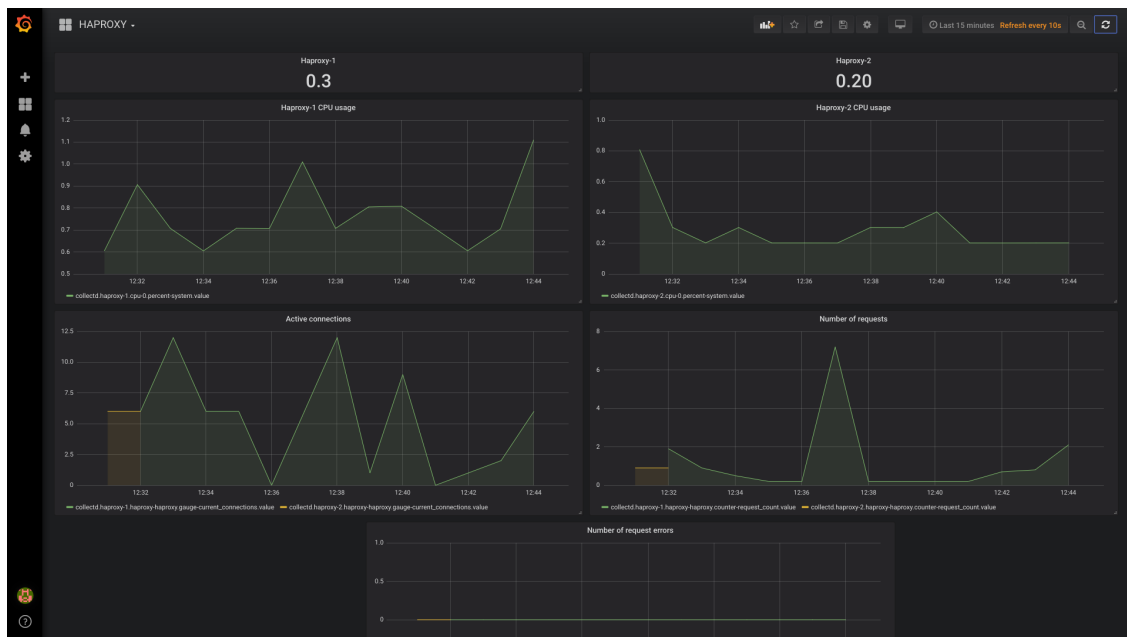 HAPROXY
Last 15 minutes Refresh every 10s
Haproxy-1
0.3
Haproxy-2
0.20
Haproxy-1 CPU usage
1.2
1.1
1.0
0.9
0.8
0.7
0.6
0.5
12:32 12:34 12:36 12:38 12:40 12:42 12:44
collectd.haproxy-1.cpu-0.percent-system.value
Haproxy-2 CPU usage
1.0
0.8
0.6
0.4
0.2
0
12:32 12:34 12:36 12:38 12:40 12:42 12:44
collectd.haproxy-2.cpu-0.percent-system.value
Active connections
12.5
10.0
7.5
5.0
2.5
0
12:32 12:34 12:36 12:38 12:40 12:42 12:44
collectd.haproxy-1.haproxy-haproxy.gauge-current_connections.value collectd.haproxy-2.haproxy-haproxy.gauge-current_connections.value
Number of requests
8
6
4
2
0
12:32 12:34 12:36 12:38 12:40 12:42 12:44
collectd.haproxy-1.haproxy-haproxy.counter-request_count.value collectd.haproxy-2.haproxy-haproxy.counter-request_count.value
Number of request errors
1.0
0.5
0